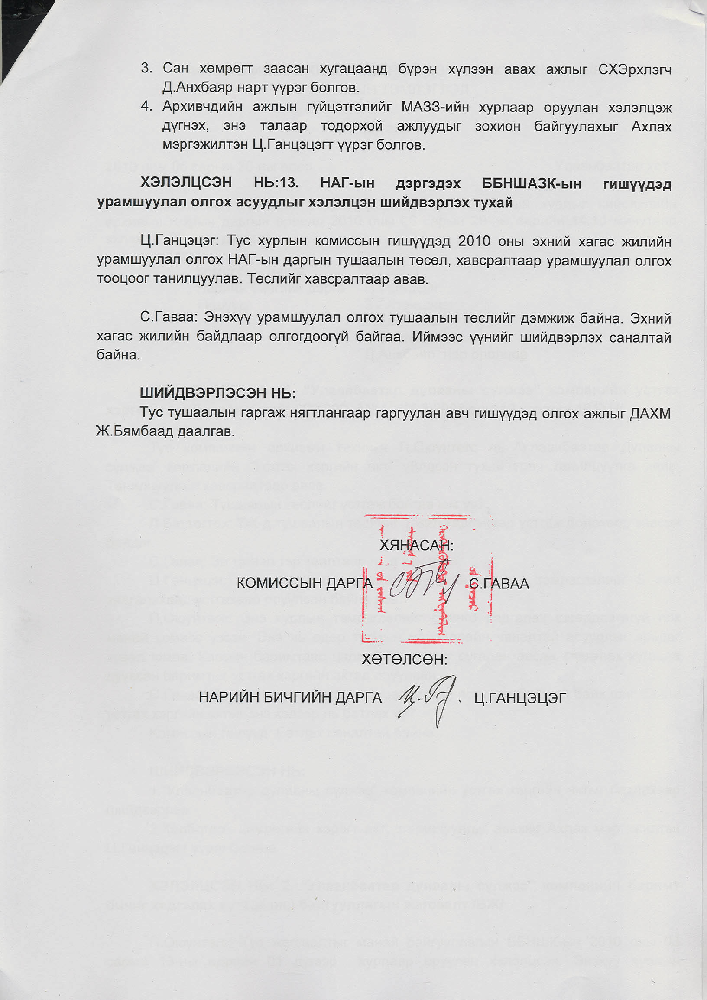 3. Сан хөмрөгт заасан хугацаанд бүрэн хүлээн авах ажлыг СХЭрхлэгч
Д.Анхбаяр нарт үүрэг болгов.
4. Архивчдийн ажлын гүйцэтгэлийг МАЗЗ-ийн хурлаар оруулан хэлэлцэж
дүгнэх, энэ талаар тодорхой ажлуудыг зохион байгуулахыг Ахлах
мэргэжилтэн Ц.Ганцэцэгт үүрэг болгов.
ХЭЛЭЛЦСЭН НЬ:13. НАГ-ын дэргэдэх ББНШАЗК-ын гишүүдэд
урамшуулал олгох асуудлыг хэлэлцэн шийдвэрлэх тухай
Ц.Ганцэцэг: Тус хурлын комиссын гишүүдэд 2010 оны эхний хагас жилийн
урамшуулал олгох НАГ-ын даргын тушаалын төсөл, хавсралтаар урамшуулал олгох
тооцоог танилцуулав. Төслийг хавсралтаар авав.
С.Гаваа: Энэхүү урамшуулал олгох тушаалын төслийг дэмжиж байна. Эхний
хагас жилийн байдлаар олгогдоогүй байгаа. Иймээс үүнийг шийдвэрлэх саналтай
байна.
ШИЙДВЭРЛЭСЭН НЬ:
Тус тушаалын гаргаж нягтлангаар гаргуулан авч гишүүдэд олгох ажлыг ДАХМ
Ж.Бямбаад даалгав.
ХЯНАСАН:
КОМИССЫН ДАРГА С.ГАВАА
ХӨТӨЛСӨН:
НАРИЙН БИЧГИЙН ДАРГА Ц.ГАНЦЭЦЭГ